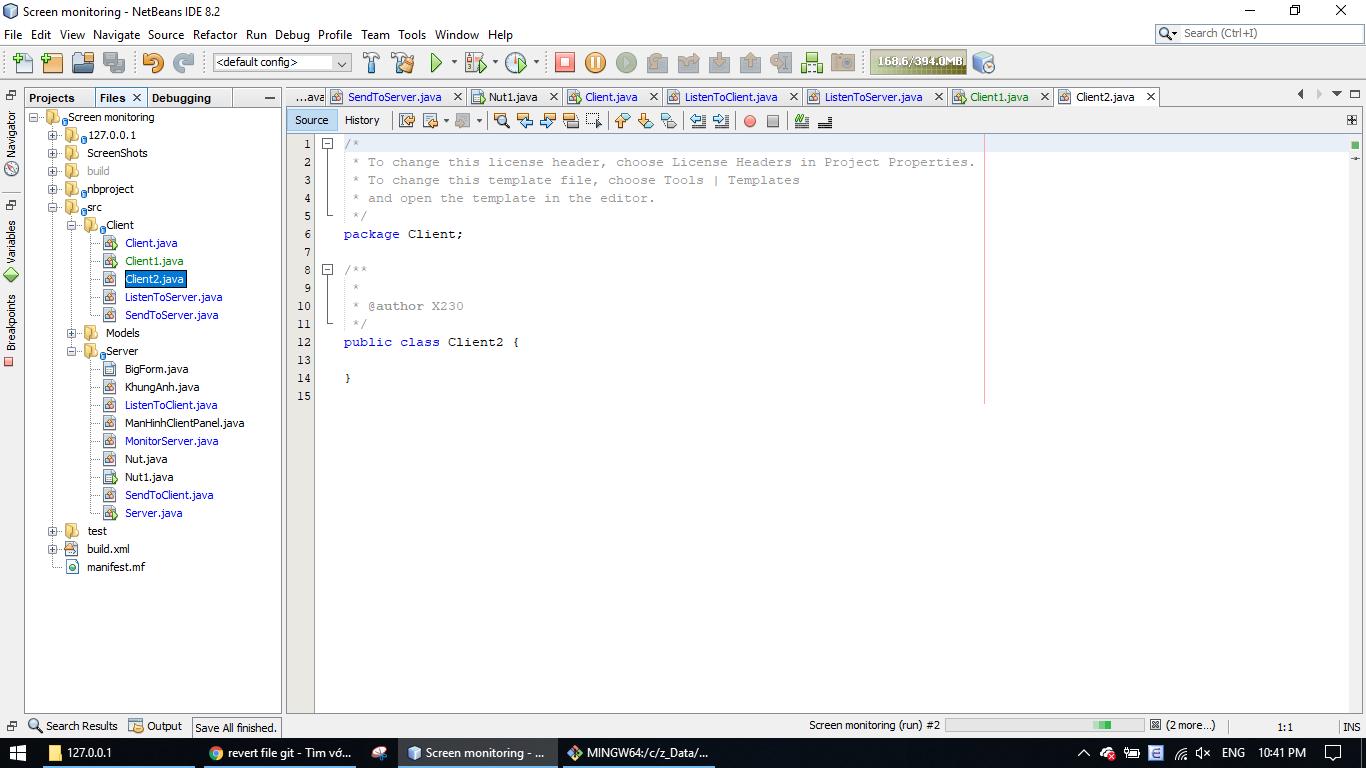 Screen monitoring - NetBeans IDE 8.2
File Edit View Navigate Source Refactor Run Debug Profile Team Tools Window Help
Search (Ctrl+I)
<default config>
168.6/394.0MB
Projects Files Debugging
...ava SendToServer.java Nut1.java Client.java ListenToClient.java ListenToServer.java Client1.java Client2.java
Navigator
Variables
Breakpoints
Screen monitoring
127.0.0.1
ScreenShots
build
nbproject
src
Client
Client.java
Client1.java
Client2.java
ListenToServer.java
SendToServer.java
Models
Server
BigForm.java
KhungAnh.java
ListenToClient.java
ManHinhClientPanel.java
MonitorServer.java
Nut.java
Nut1.java
SendToClient.java
Server.java
test
build.xml
manifest.mf
Source History
1 /*
2 * To change this license header, choose License Headers in Project Properties.
3 * To change this template file, choose Tools | Templates
4 * and open the template in the editor.
5 */
6 package Client;
7
8 /**
9 *
10 * @author X230
11 */
12 public class Client2 {
13
14 }
15
Search Results Output Save All finished. Screen monitoring (run) #2 (2 more...) 1:1 INS
127.0.0.1 revert file git - Tìm vớ... Screen monitoring - ... MINGW64:/c/z_Data/... ENG 10:41 PM